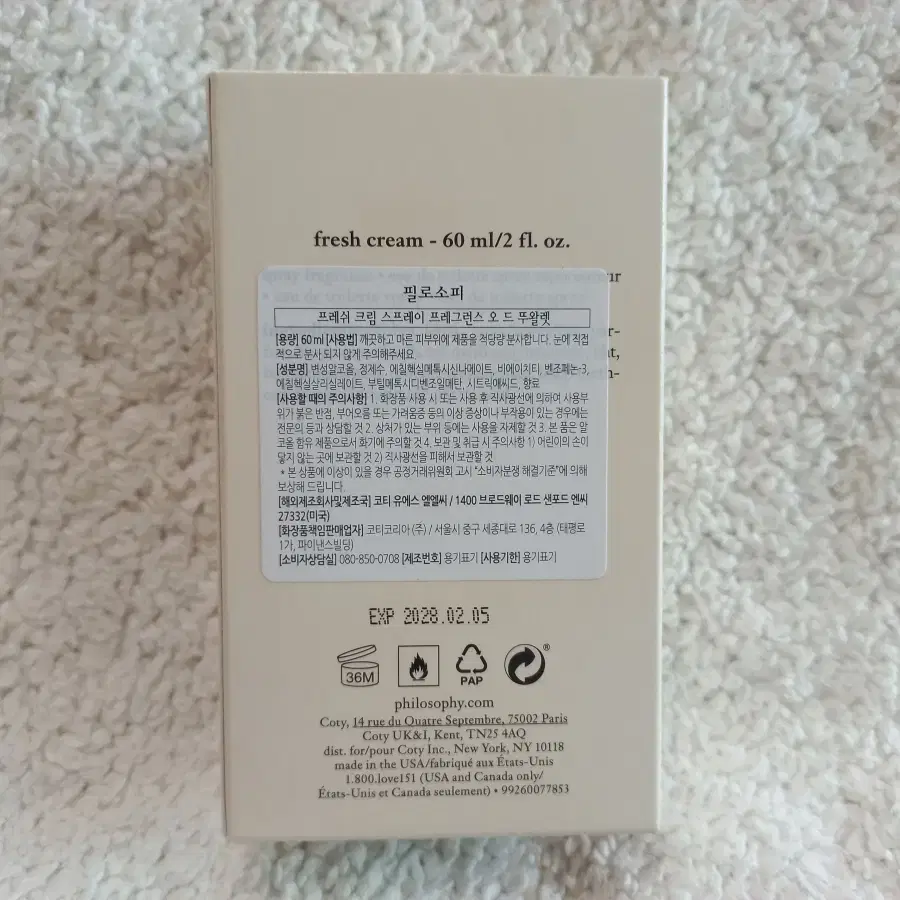 fresh cream - 60 ml/2 fl. oz.
필로소피
프레쉬 크림 스프레이 프레그런스 오 드 뚜왈렛
[용량] 60 ml [사용법] 깨끗하고 마른 피부위에 제품을 적당량 분사합니다. 눈에 직접
적으로 분사 되지 않게 주의해주세요.
[성분명] 변성알코올, 정제수, 에칠헥실메톡시신나메이트, 비에이치티, 벤조페논-3,
에칠헥실살리실레이트, 부틸메톡시디벤조일메탄, 시트릭애씨드, 향료
[사용할 때의 주의사항] 1. 화장품 사용 시 또는 사용 후 직사광선에 의하여 사용부
위가 붉은 반점, 부어오름 또는 가려움증 등의 이상 증상이나 부작용이 있는 경우에는
전문의 등과 상담할 것 2. 상처가 있는 부위 등에는 사용을 자제할 것 3. 본 품은 알
코올 함유 제품으로서 화기에 주의할 것 4. 보관 및 취급 시 주의사항 1) 어린이의 손이
닿지 않는 곳에 보관할 것 2) 직사광선을 피해서 보관할 것
* 본 상품에 이상이 있을 경우 공정거래위원회 고시 "소비자분쟁 해결기준"에 의해
보상해 드립니다.
[해외제조회사및제조국] 코티 유에스 엘엘씨 / 1400 브로드웨이 로드 샌포드 엔씨
27332(미국)
[화장품책임판매업자] 코티코리아 (주) / 서울시 중구 세종대로 136, 4층 (태평로
1가, 파이낸스빌딩)
[소비자상담실] 080-850-0708 [제조번호] 용기표기 [사용기한] 용기표기
EXP 2028.02.05
36M
PAP
®
philosophy.com
Coty, 14 rue du Quatre Septembre, 75002 Paris
Coty UK&I, Kent, TN25 4AQ
dist. for/pour Coty Inc., New York, NY 10118
made in the USA/fabriqué aux États-Unis
1.800.love151 (USA and Canada only/
États-Unis et Canada seulement) • 99260077853